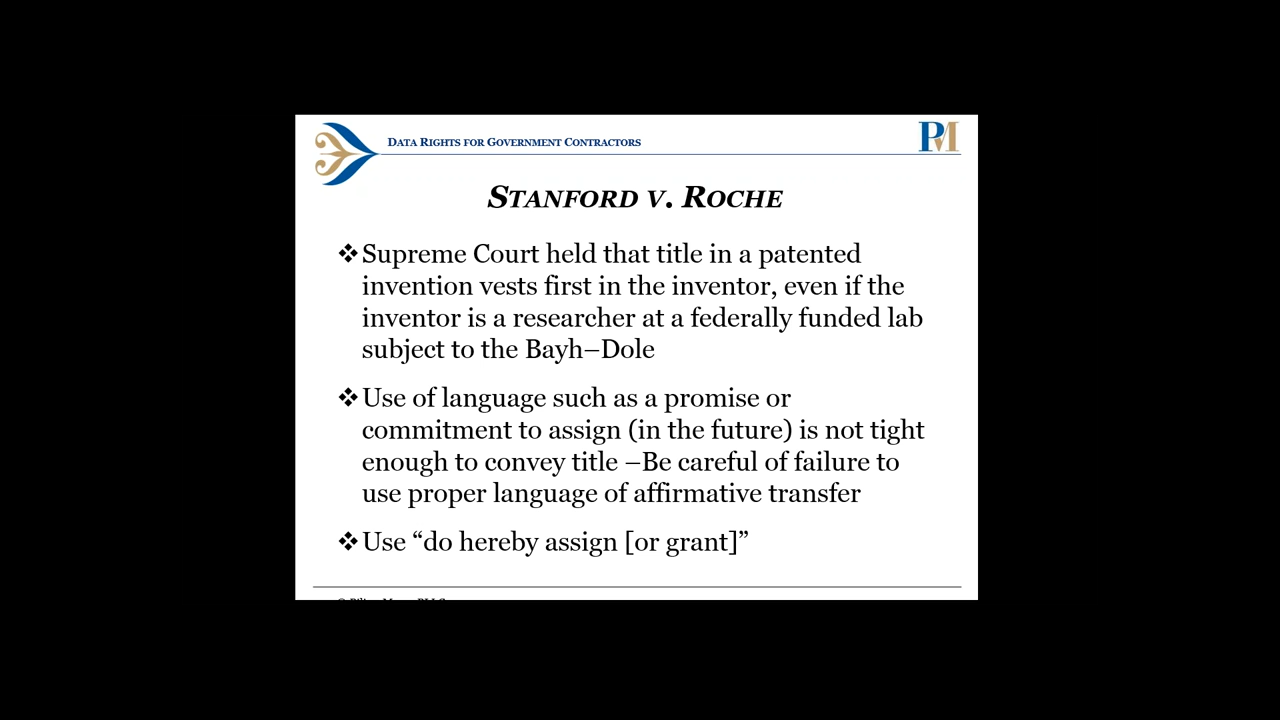 DATA RIGHTS FOR GOVERNMENT CONTRACTORS
PM
STANFORD V. ROCHE
❖Supreme Court held that title in a patented
invention vests first in the inventor, even if the
inventor is a researcher at a federally funded lab
subject to the Bayh–Dole
❖Use of language such as a promise or
commitment to assign (in the future) is not tight
enough to convey title –Be careful of failure to
use proper language of affirmative transfer
❖Use “do hereby assign [or grant]”